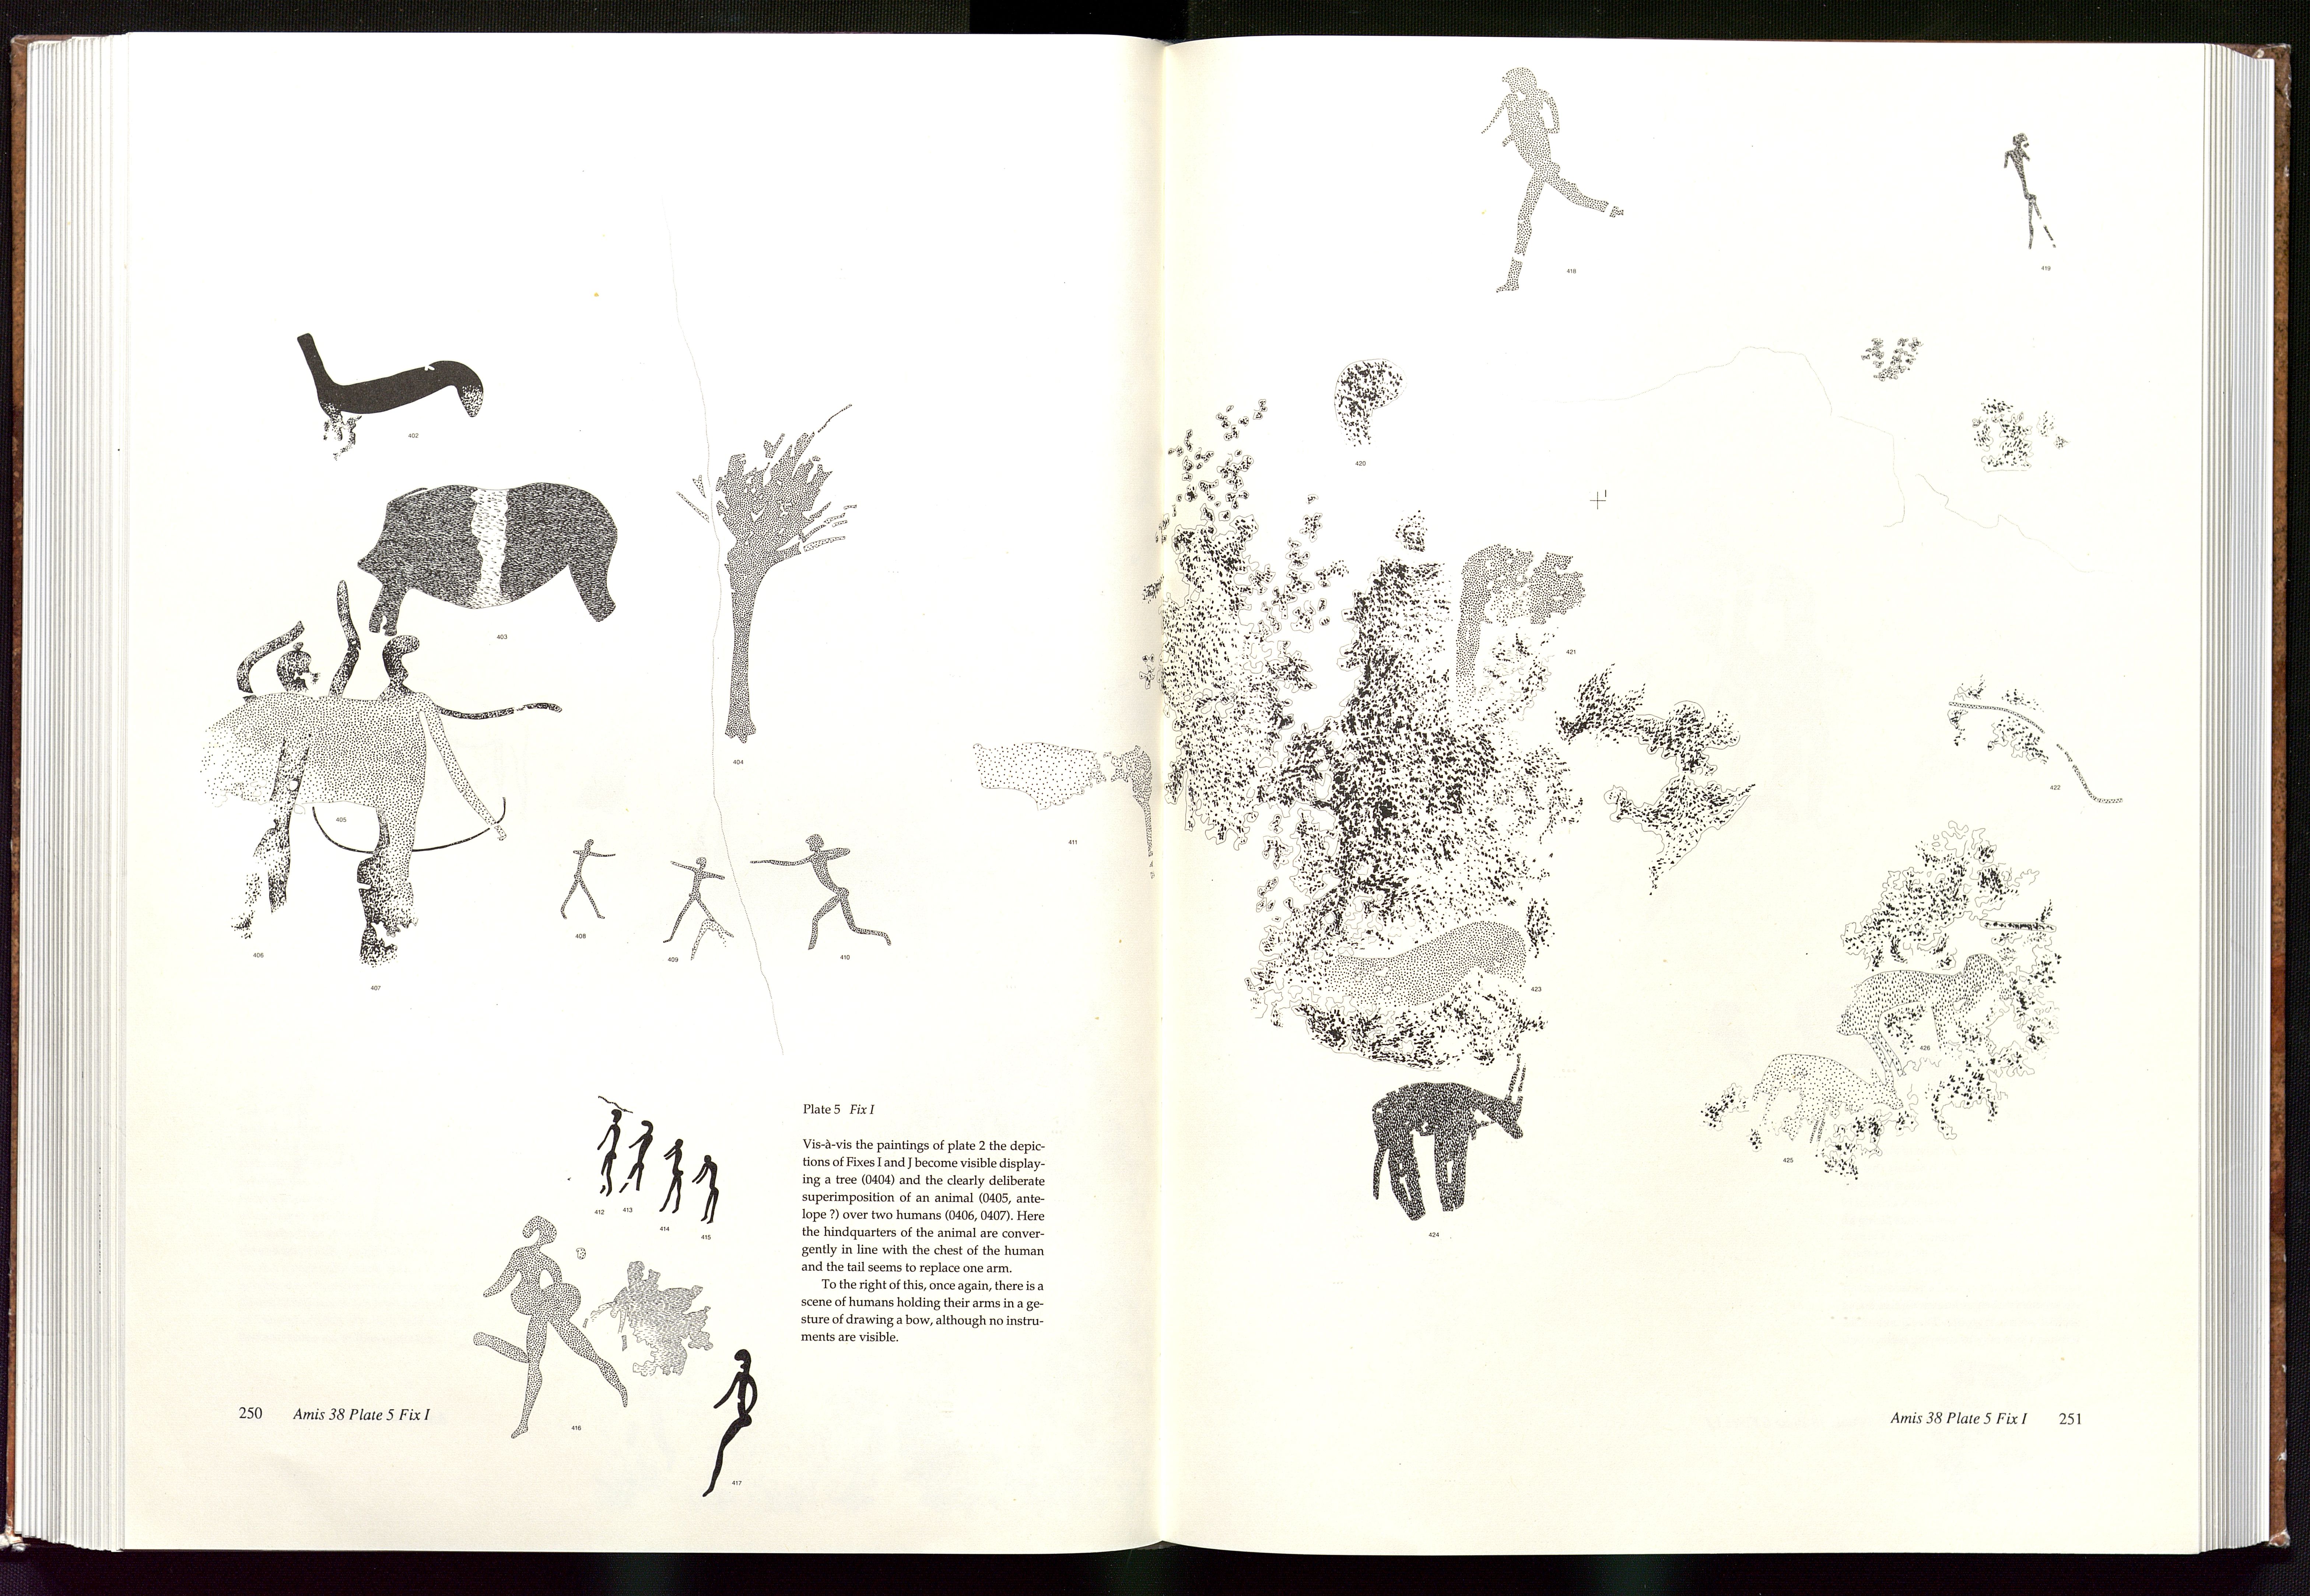 402
403
404
405
406
407
408
409
410
411
412
413
414
415
416
417
Plate 5 Fix I
Vis-à-vis the paintings of plate 2 the depic-
tions of Fixes I and J become visible display-
ing a tree (0404) and the clearly deliberate
superimposition of an animal (0405, ante-
lope ?) over two humans (0406, 0407). Here
the hindquarters of the animal are conver-
gently in line with the chest of the human
and the tail seems to replace one arm.
To the right of this, once again, there is a
scene of humans holding their arms in a ge-
sture of drawing a bow, although no instru-
ments are visible.
250 Amis 38 Plate 5 Fix I
418
419
420
421
422
423
424
425
426
Amis 38 Plate 5 Fix I 251